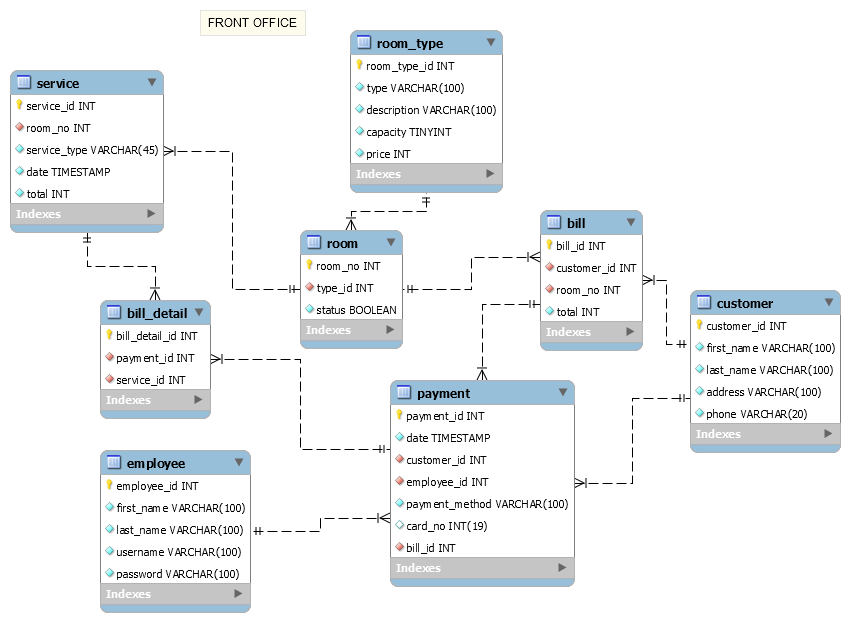 FRONT OFFICE
room_type
room_type_id INT
type VARCHAR(100)
description VARCHAR(100)
capacity TINYINT
price INT
Indexes
service
service_id INT
room_no INT
service_type VARCHAR(45)
date TIMESTAMP
total INT
Indexes
room
room_no INT
type_id INT
status BOOLEAN
Indexes
bill
bill_id INT
customer_id INT
room_no INT
total INT
Indexes
customer
customer_id INT
first_name VARCHAR(100)
last_name VARCHAR(100)
address VARCHAR(100)
phone VARCHAR(20)
Indexes
bill_detail
bill_detail_id INT
payment_id INT
service_id INT
Indexes
payment
payment_id INT
date TIMESTAMP
customer_id INT
employee_id INT
payment_method VARCHAR(100)
card_no INT(19)
bill_id INT
Indexes
employee
employee_id INT
first_name VARCHAR(100)
last_name VARCHAR(100)
username VARCHAR(100)
password VARCHAR(100)
Indexes